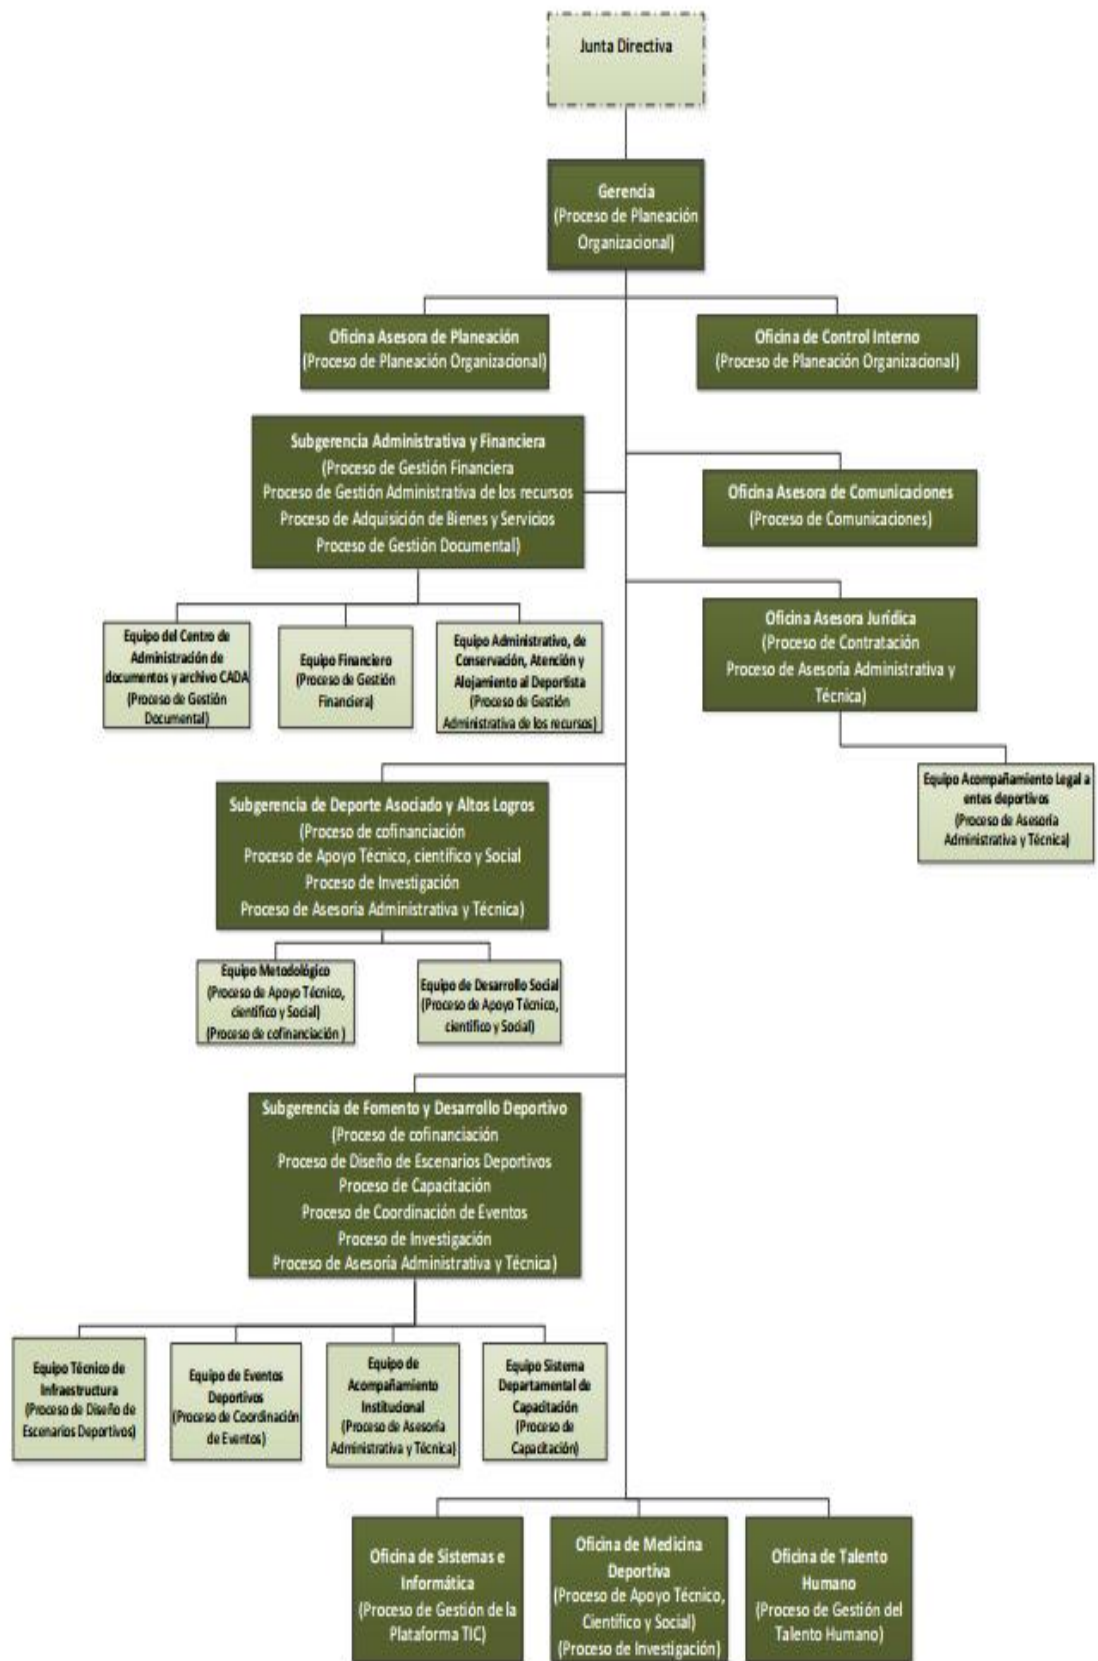 Junta Directiva
Gerencia
(Proceso de Planeación
Organizacional)
Oficina Asesora de Planeación
(Proceso de Planeación Organizacional)
Oficina de Control Interno
(Proceso de Planeación Organizacional)
Subgerencia Administrativa y Financiera
(Proceso de Gestión Financiera
Proceso de Gestión Administrativa de los recursos
Proceso de Adquisición de Bienes y Servicios
Proceso de Gestión Documental)
Oficina Asesora de Comunicaciones
(Proceso de Comunicaciones)
Oficina Asesora Jurídica
(Proceso de Contratación
Proceso de Asesoría Administrativa y
Técnica)
Equipo del Centro de
Administración de
documentos y archivo CADA
(Proceso de Gestión
Documental)
Equipo Financiero
(Proceso de Gestión
Financiera)
Equipo Administrativo, de
Conservación, Atención y
Alojamiento al Deportista
(Proceso de Gestión
Administrativa de los recursos)
Equipo Acompañamiento Legal a
entes deportivos
(Proceso de Asesoría
Administrativa y Técnica)
Subgerencia de Deporte Asociado y Altos Logros
(Proceso de cofinanciación
Proceso de Apoyo Técnico, científico y Social
Proceso de Investigación
Proceso de Asesoría Administrativa y Técnica)
Equipo Metodológico
(Proceso de Apoyo Técnico,
científico y Social)
(Proceso de cofinanciación )
Equipo de Desarrollo Social
(Proceso de Apoyo Técnico,
científico y Social)
Subgerencia de Fomento y Desarrollo Deportivo
(Proceso de cofinanciación
Proceso de Diseño de Escenarios Deportivos
Proceso de Capacitación
Proceso de Coordinación de Eventos
Proceso de Investigación
Proceso de Asesoría Administrativa y Técnica)
Equipo Técnico de
Infraestructura
(Proceso de Diseño de
Escenarios Deportivos)
Equipo de Eventos
Deportivos
(Proceso de Coordinación
de Eventos)
Equipo de
Acompañamiento
Institucional
(Proceso de Asesoría
Administrativa y Técnica)
Equipo Sistema
Departamental de
Capacitación
(Proceso de
Capacitación)
Oficina de Sistemas e
Informática
(Proceso de Gestión de la
Plataforma TIC)
Oficina de Medicina
Deportiva
(Proceso de Apoyo Técnico,
Científico y Social)
(Proceso de Investigación)
Oficina de Talento
Humano
(Proceso de Gestión del
Talento Humano)